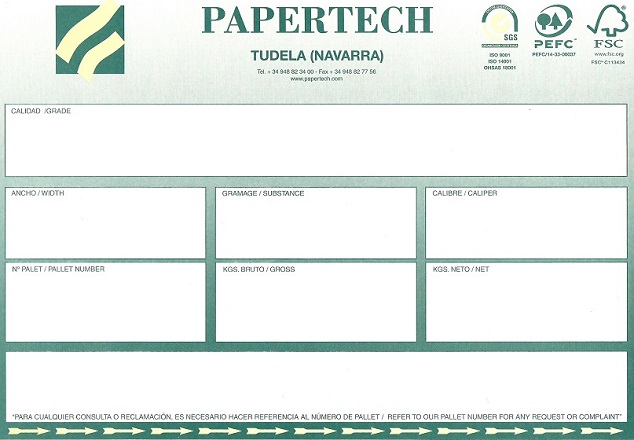 PAPERTECH
TUDELA (NAVARRA)
Tel. + 34 948 82 34 00 - Fax + 34 948 82 77 56
www.papertech.com
SGS
ISO 9001
ISO 14001
OHSAS 18001
PEFC
PEFC/14-33-00037
FSC
www.fsc.org
FSC® C113434
CALIDAD /GRADE
ANCHO / WIDTH
GRAMAGE / SUBSTANCE
CALIBRE / CALIPER
Nº PALET / PALLET NUMBER
KGS. BRUTO / GROSS
KGS. NETO / NET
"PARA CUALQUIER CONSULTA O RECLAMACIÓN, ES NECESARIO HACER REFERENCIA AL NÚMERO DE PALLET / REFER TO OUR PALLET NUMBER FOR ANY REQUEST OR COMPLAINT"